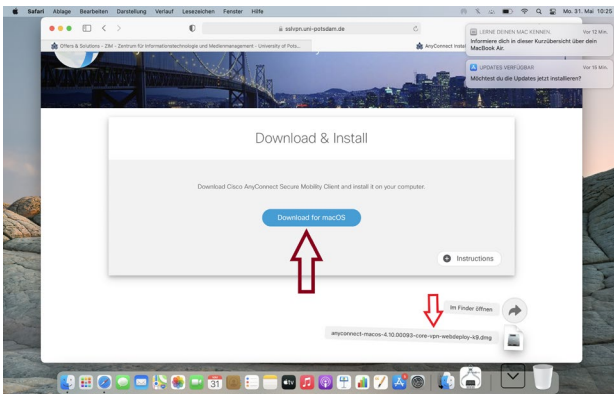 Safari Ablage Bearbeiten Darstellung Verlauf Lesezeichen Fenster Hilfe Mo. 31. Mai 10:25
sslvpn.uni-potsdam.de
Offers & Solutions - ZIM - Zentrum für Informationstechnologie und Medienmanagement - University of Pots...
AnyConnect Instal
LERNE DEINEN MAC KENNEN Vor 12 Min.
Informiere dich in dieser Kurzübersicht über dein
MacBook Air.
UPDATES VERFÜGBAR Vor 15 Min.
Möchtest du die Updates jetzt installieren?
Download & Install
Download Cisco AnyConnect Secure Mobility Client and install it on your computer.
Download for macOS
Instructions
Im Finder öffnen
anyconnect-macos-4.10.00093-core-vpn-webdeploy-k9.dmg
31
tv